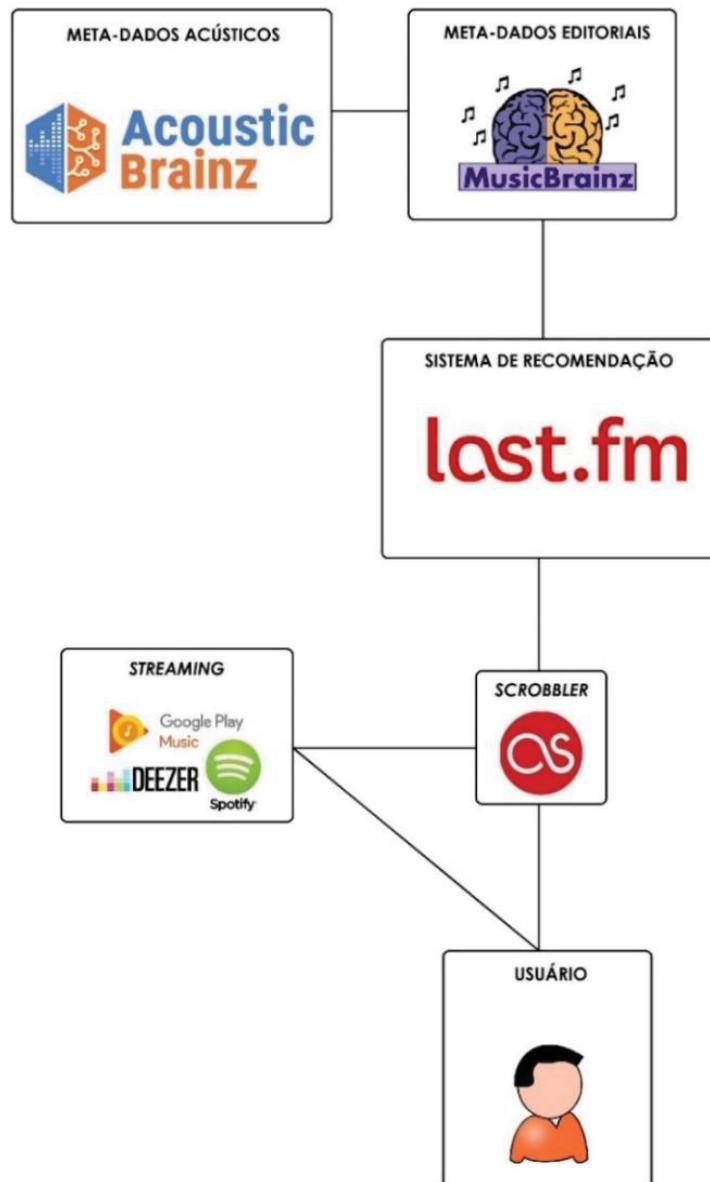 META-DADOS ACÚSTICOS
Acoustic
Brainz
META-DADOS EDITORIAIS
MusicBrainz
SISTEMA DE RECOMENDAÇÃO
last.fm
STREAMING
Google Play
Music
DEEZER
Spotify
SCROBBLER
as
USUÁRIO